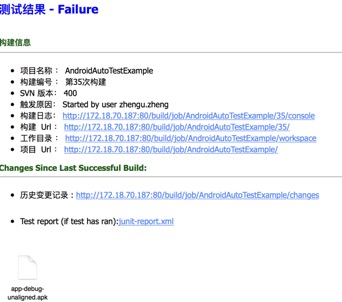 测试结果 - Failure
构建信息
项目名称 ： AndroidAutoTestExample
构建编号 ： 第35次构建
SVN 版本： 400
触发原因： Started by user zhengu.zheng
构建日志： http://172.18.70.187:80/build/job/AndroidAutoTestExample/35/console
构建 Url ： http://172.18.70.187:80/build/job/AndroidAutoTestExample/35/
工作目录 ： http://172.18.70.187:80/build/job/AndroidAutoTestExample/workspace
项目 Url ： http://172.18.70.187:80/build/job/AndroidAutoTestExample/
Changes Since Last Successful Build:
历史变更记录 : http://172.18.70.187:80/build/job/AndroidAutoTestExample/changes
Test report (if test has ran):junit-report.xml
app-debug-
unaligned.apk